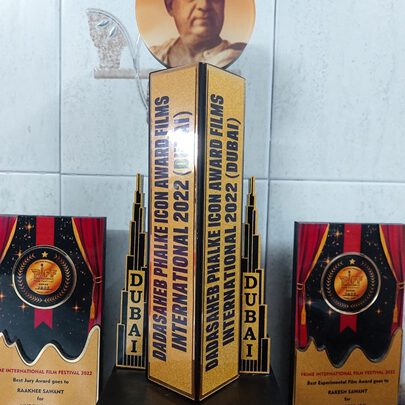 DADASAHEB PHALKE ICON AWARD FILMS
INTERNATIONAL 2022 (DUBAI)
DADASAHEB PHALKE ICON AWARD FILMS
INTERNATIONAL 2022 (DUBAI)
DUBAI
DUBAI
INTERNATIONAL FILM FESTIVAL 2022
Best Jury Award goes to
RAAKHEE SAWANT
for
PRIME INTERNATIONAL FILM FESTIVAL 2022
Best Experimental Film Award goes to
RAKESH SAWANT
for